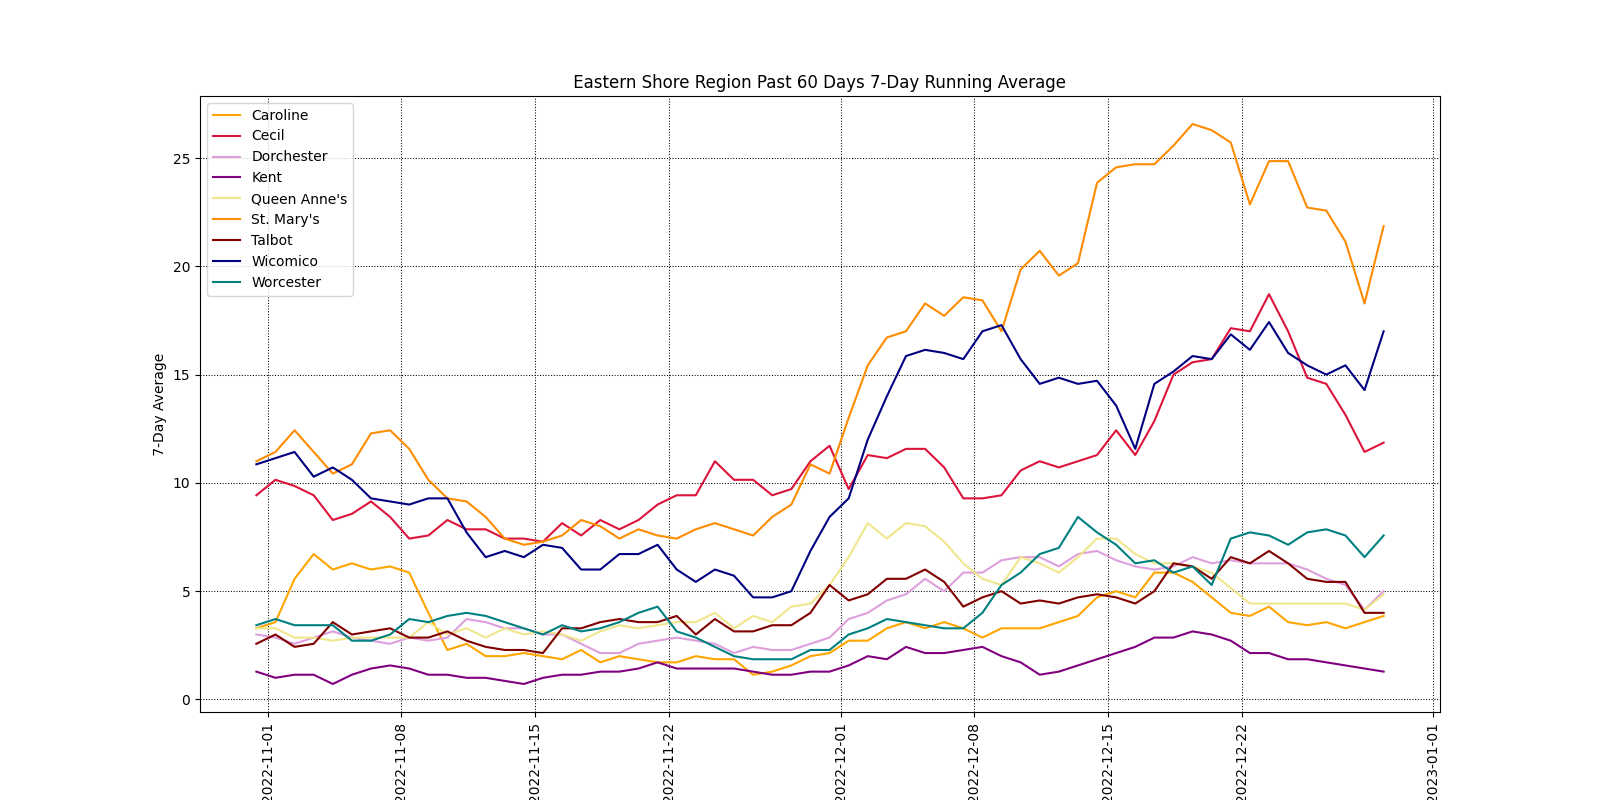 Eastern Shore Region Past 60 Days 7-Day Running Average
Caroline
Cecil
Dorchester
Kent
Queen Anne's
St. Mary's
Talbot
Wicomico
Worcester
25
20
15
10
5
0
7-Day Average
2022-11-01
2022-11-08
2022-11-15
2022-11-22
2022-12-01
2022-12-08
2022-12-15
2022-12-22
2023-01-01